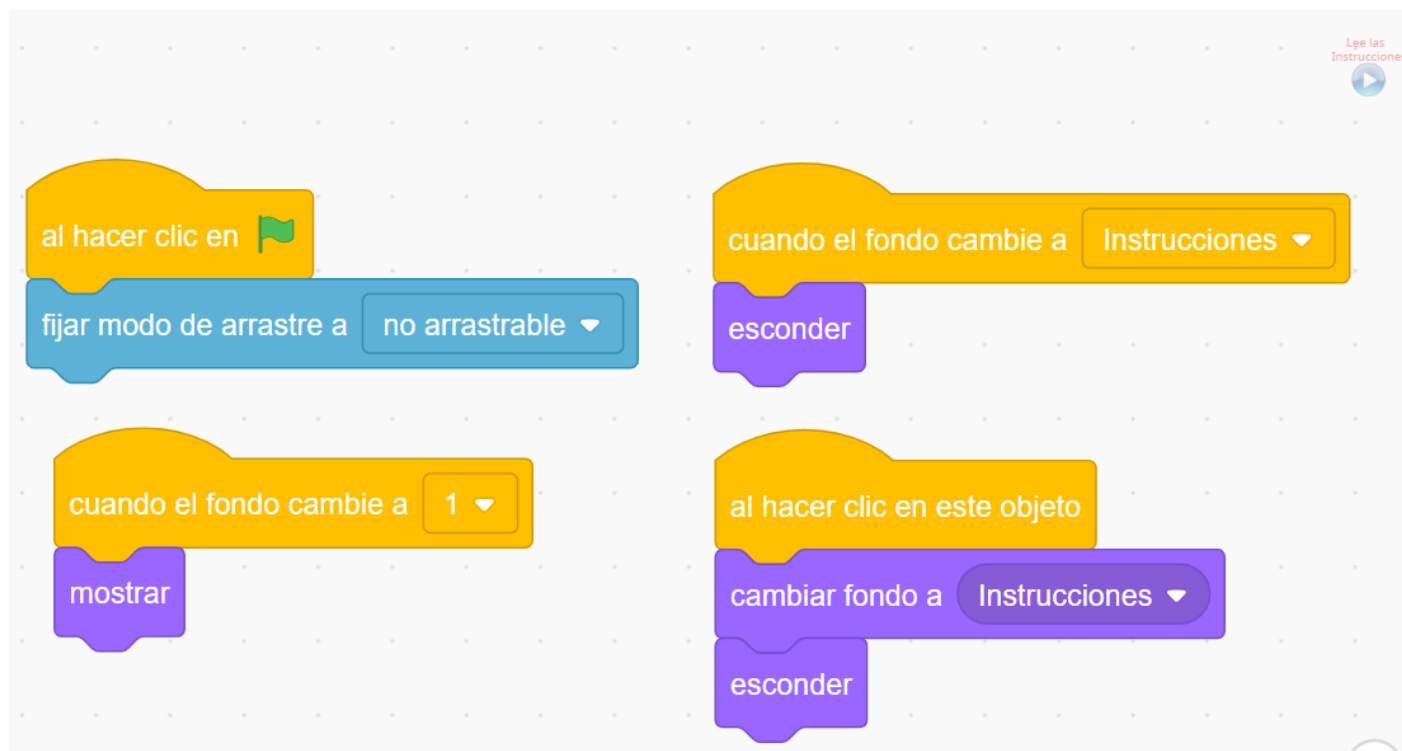 Lee las
Instruccione
al hacer clic en
fijar modo de arrastre a no arrastrable
cuando el fondo cambie a Instrucciones
esconder
cuando el fondo cambie a 1
mostrar
al hacer clic en este objeto
cambiar fondo a Instrucciones
esconder